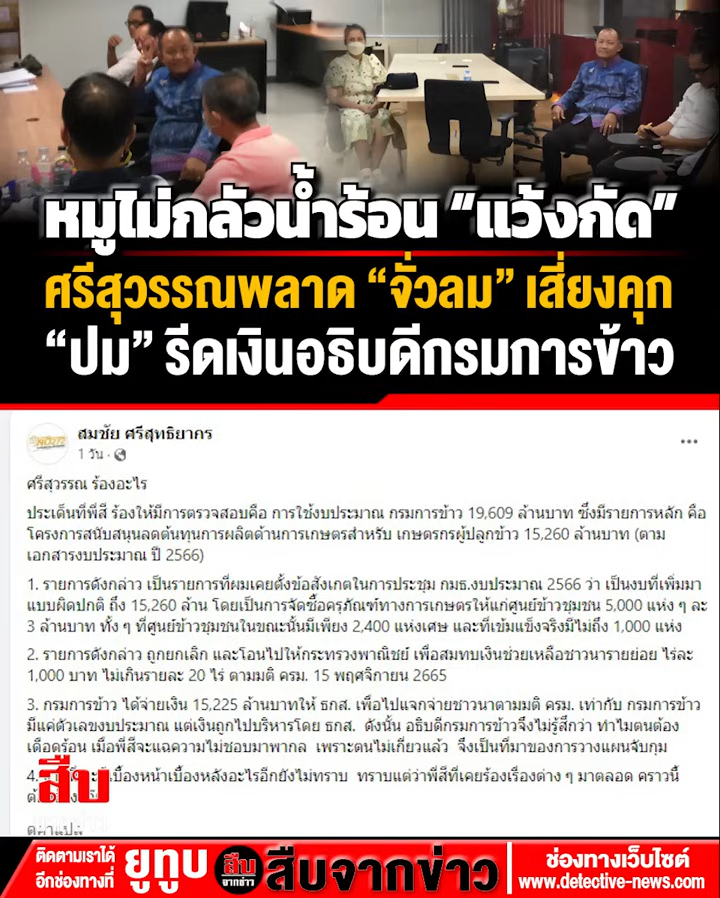 หมูไม่กลัวน้ำร้อน "แว้งกัด"
ศรีสุวรรณพลาด "จั่วลม" เสี่ยงคุก
"ปม" รีดเงินอธิบดีกรมการข้าว
สมชัย ศรีสุทธิยากร
1 วัน ·
ศรีสุวรรณ ร้องอะไร
ประเด็นที่พี่สี ร้องให้มีการตรวจสอบคือ การใช้งบประมาณ กรมการข้าว 19,609 ล้านบาท ซึ่งมีรายการหลัก คือ
โครงการสนับสนุนลดต้นทุนการผลิตด้านการเกษตรสำหรับ เกษตรกรผู้ปลูกข้าว 15,260 ล้านบาท (ตาม
เอกสารงบประมาณ ปี 2566)
1. รายการดังกล่าว เป็นรายการที่ผมเคยตั้งข้อสังเกตในการประชุม กมธ.งบประมาณ 2566 ว่า เป็นงบที่เพิ่มมา
แบบผิดปกติ ถึง 15,260 ล้าน โดยเป็นการจัดซื้อครุภัณฑ์ทางการเกษตรให้แก่ศูนย์ข้าวชุมชน 5,000 แห่ง ๆ ละ
3 ล้านบาท ทั้ง ๆ ที่ศูนย์ข้าวชุมชนในขณะนั้นมีเพียง 2,400 แห่งเศษ และที่เข้มแข็งจริงมีไม่ถึง 1,000 แห่ง
2. รายการดังกล่าว ถูกยกเลิก และโอนไปให้กระทรวงพาณิชย์ เพื่อสมทบเงินช่วยเหลือชาวนารายย่อย ไร่ละ
1,000 บาท ไม่เกินรายละ 20 ไร่ ตามมติ ครม. 15 พฤศจิกายน 2665
3. กรมการข้าว ได้จ่ายเงิน 15,225 ล้านบาทให้ ธกส. เพื่อไปแจกจ่ายชาวนาตามมติ ครม. เท่ากับ กรมการข้าว
มีแค่ตัวเลขงบประมาณ แต่เงินถูกไปบริหารโดย ธกส. ดังนั้น อธิบดีกรมการข้าวจึงไม่รู้สึกว่า ทำไมตนต้อง
เดือดร้อน เมื่อพี่สีจะแฉความไม่ชอบมาพากล เพราะตนไม่เกี่ยวแล้ว จึงเป็นที่มาของการวางแผนจับกุม
4. เบื้องหน้าเบื้องหลังอะไรอีกยังไม่ทราบ ทราบแต่ว่าพี่สีที่เคยร้องเรื่องต่าง ๆ มาตลอด คราวนี้
สืบ
ติดตามเราได้
อีกช่องทางที่
ยูทูบ
สืบ
จากข่าว
สืบจากข่าว
ช่องทางเว็บไซต์
www.detective-news.com